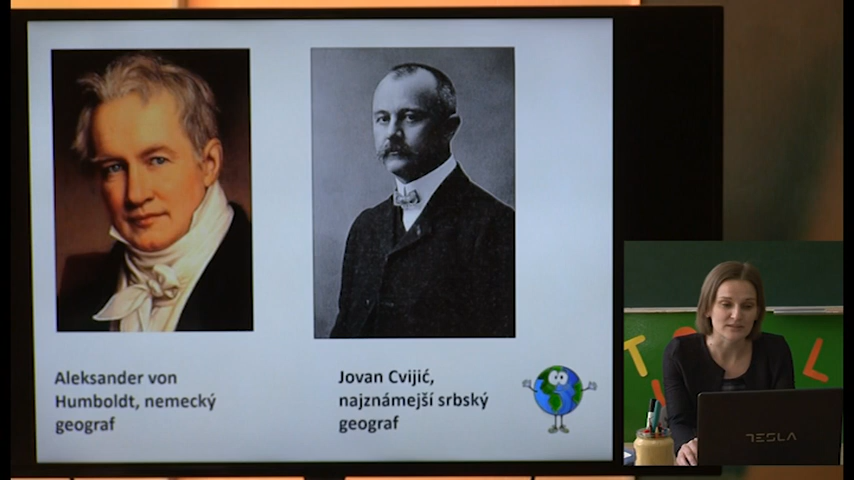 Aleksander von
Humboldt, nemecký
geograf
Jovan Cvijić,
najznámejší srbský
geograf
TESLA